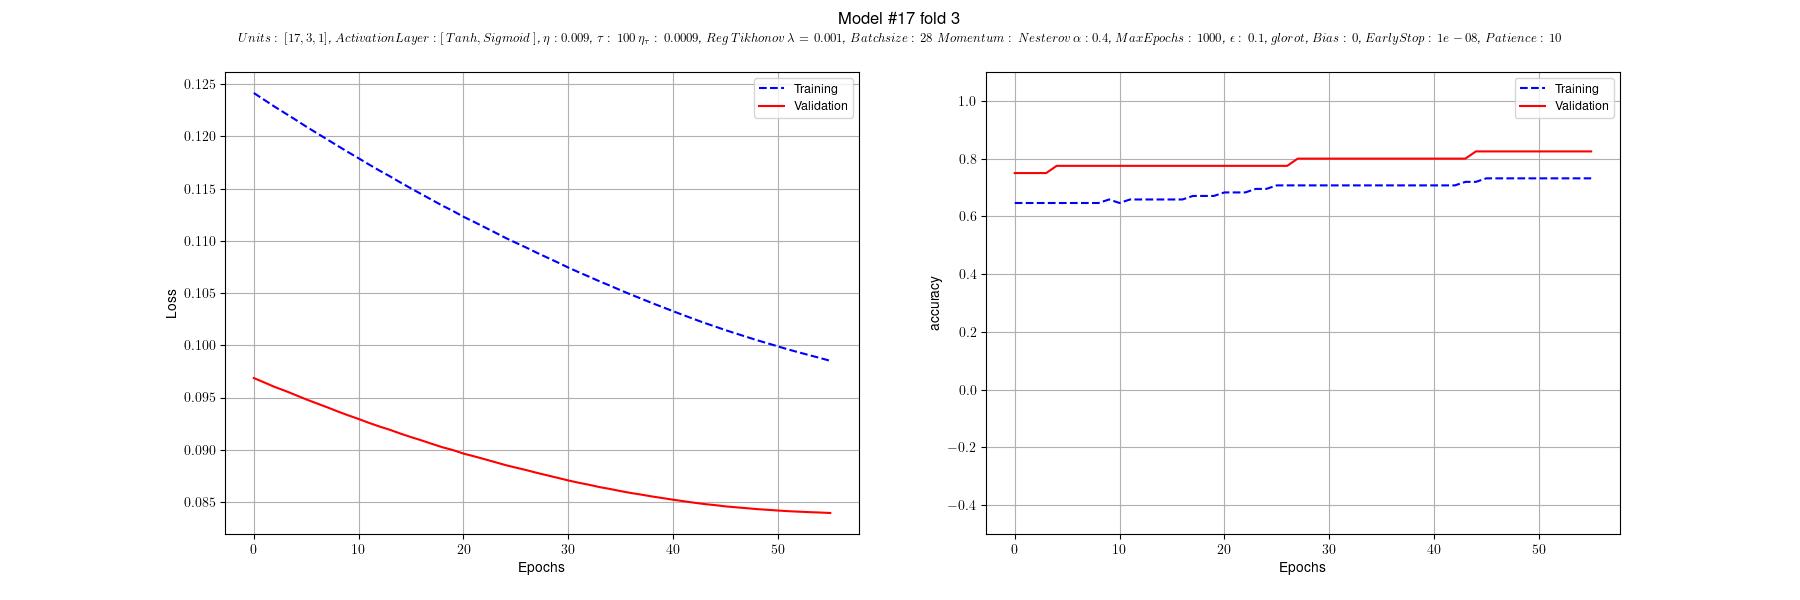 Model #17 fold 3
Units : [17, 3, 1], ActivationLayer : [ Tanh, Sigmoid ], η : 0.009, τ : 100 ητ : 0.0009, Reg Tikhonov λ = 0.001, Batchsize : 28 Momentum : Nesterov α : 0.4, MaxEpochs : 1000, ϵ : 0.1, glorot, Bias : 0, EarlyStop : 1e − 08, Patience : 10
Training
Validation
0.125
0.120
0.115
0.110
0.105
0.100
0.095
0.090
0.085
Loss
0 10 20 30 40 50
Epochs
Training
Validation
1.0
0.8
0.6
0.4
0.2
0.0
−0.2
−0.4
accuracy
0 10 20 30 40 50
Epochs